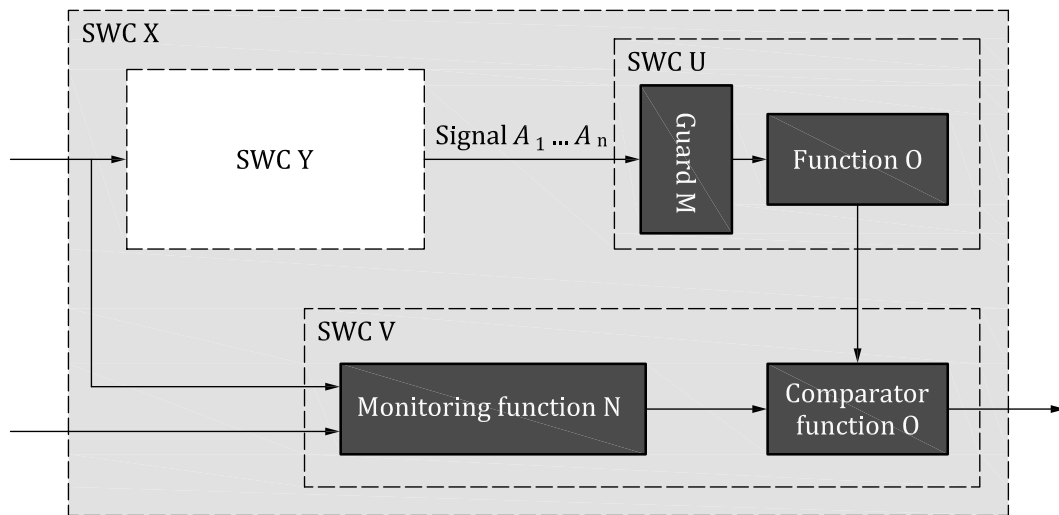 SWC X
SWC U
SWC Y
Signal A 1 ... A n
Guard M
Function O
SWC V
Monitoring function N
Comparator
function O